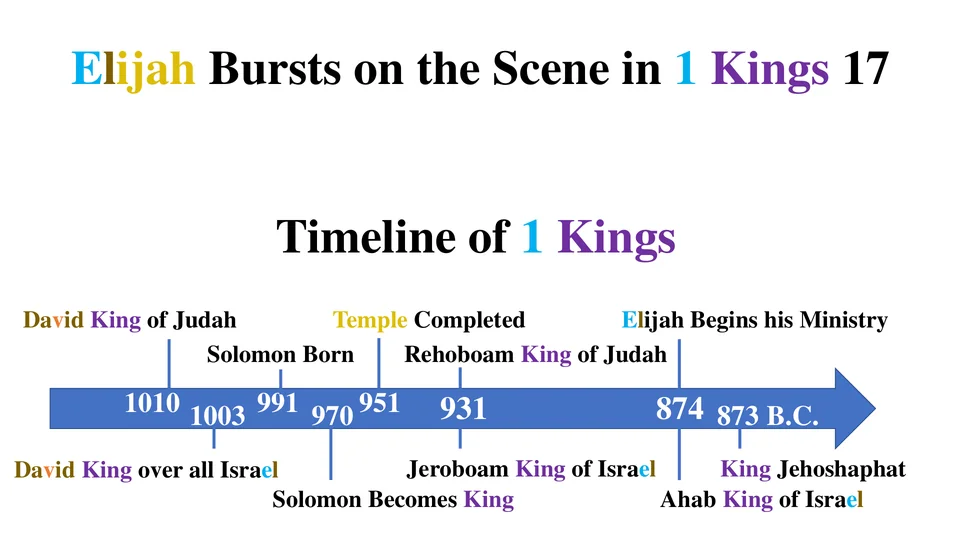 Elijah Bursts on the Scene in 1 Kings 17
Timeline of 1 Kings
David King of Judah
Temple Completed
Elijah Begins his Ministry
Solomon Born
Rehoboam King of Judah
1010
1003
991
970
951
931
874
873 B.C.
David King over all Israel
Jeroboam King of Israel
King Jehoshaphat
Solomon Becomes King
Ahab King of Israel